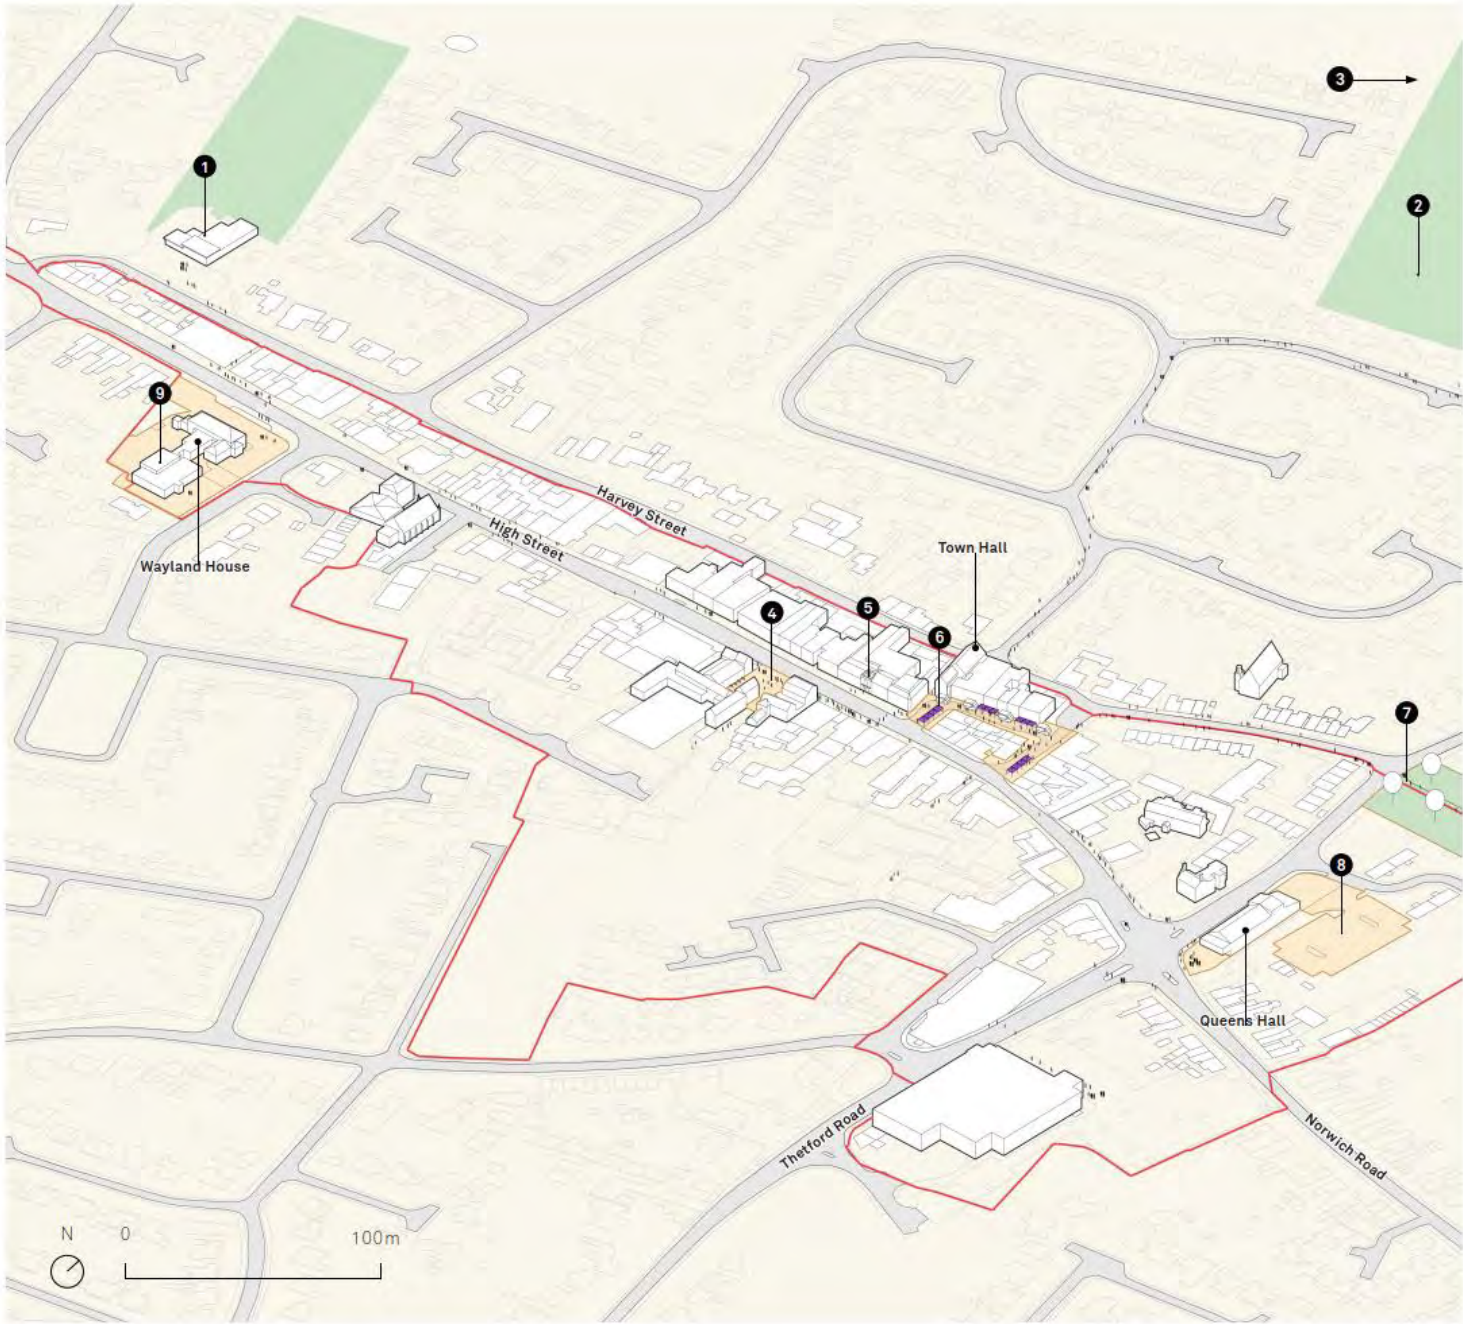 3
1
2
9
Harvey Street
High Street
Town Hall
Wayland House
4
5
6
7
8
Queens Hall
Thetford Road
Norwich Road
N 0 100m